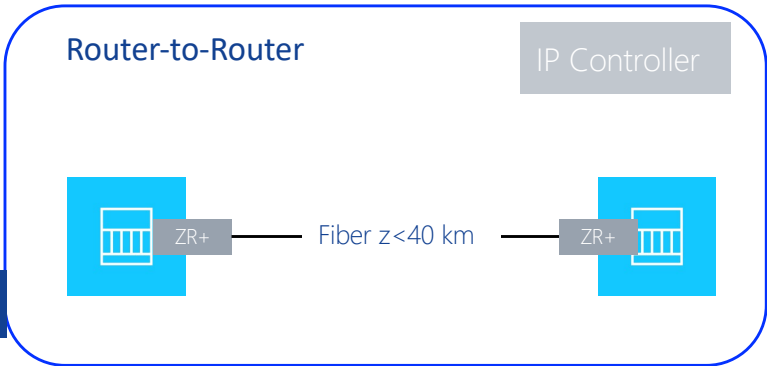 Router-to-Router
IP Controller
ZR+
Fiber z<40 km
ZR+